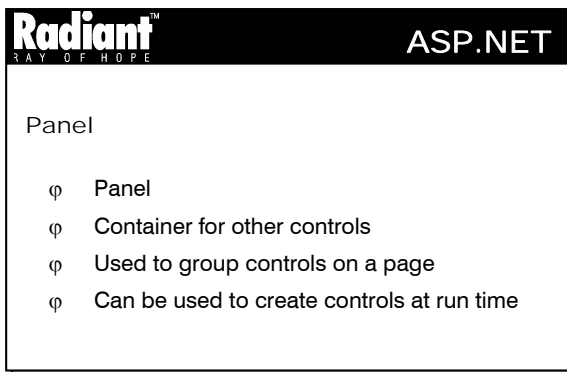 Radiant™
RAY OF HOPE
ASP.NET
Panel
φ Panel
φ Container for other controls
φ Used to group controls on a page
φ Can be used to create controls at run time